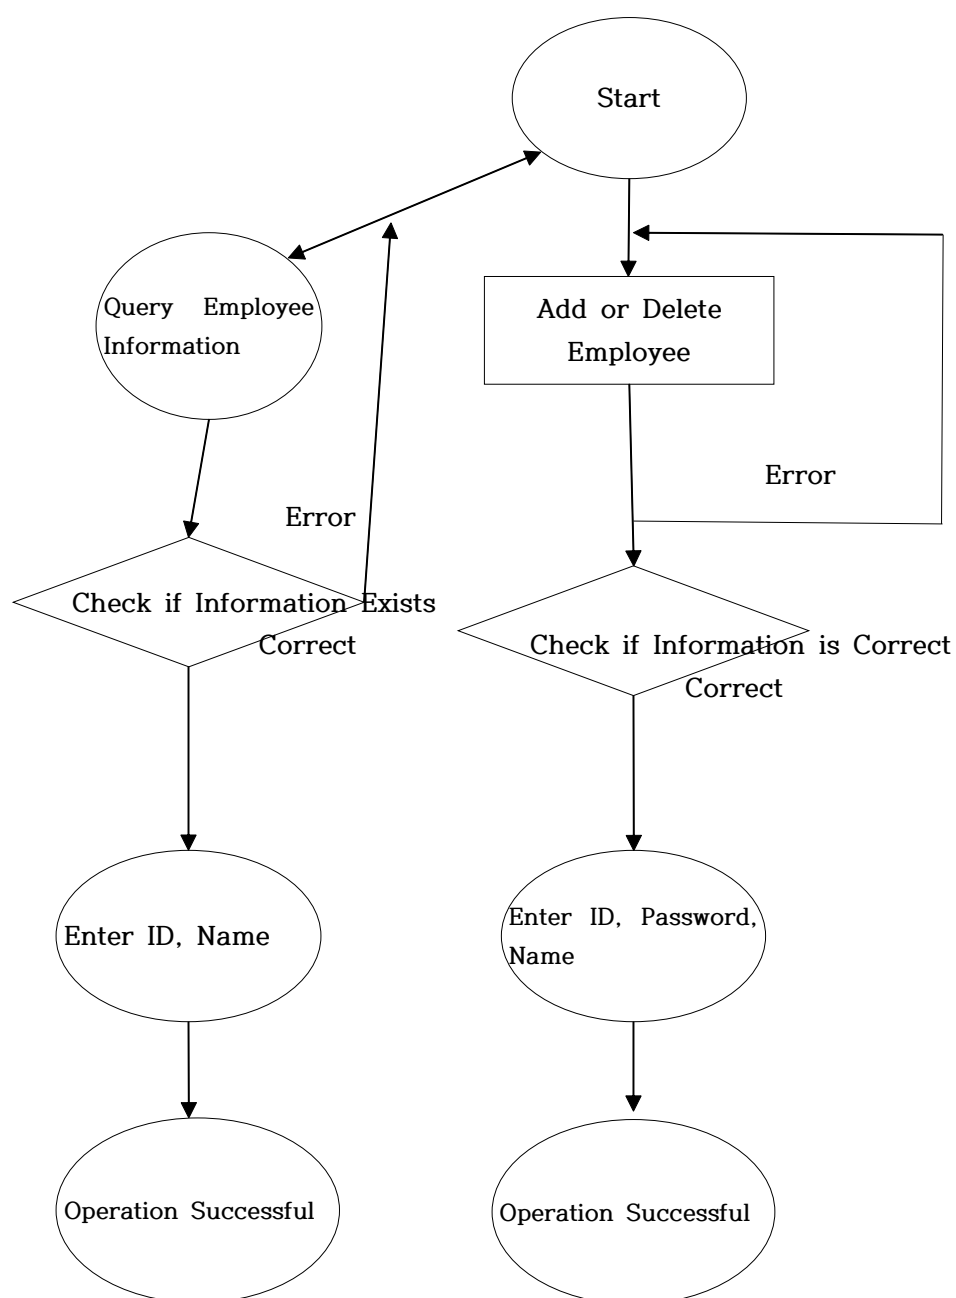 Start
Query Employee
Information
Add or Delete
Employee
Error
Error
Check if Information Exists
Correct
Check if Information is Correct
Correct
Enter ID, Name
Enter ID, Password,
Name
Operation Successful
Operation Successful